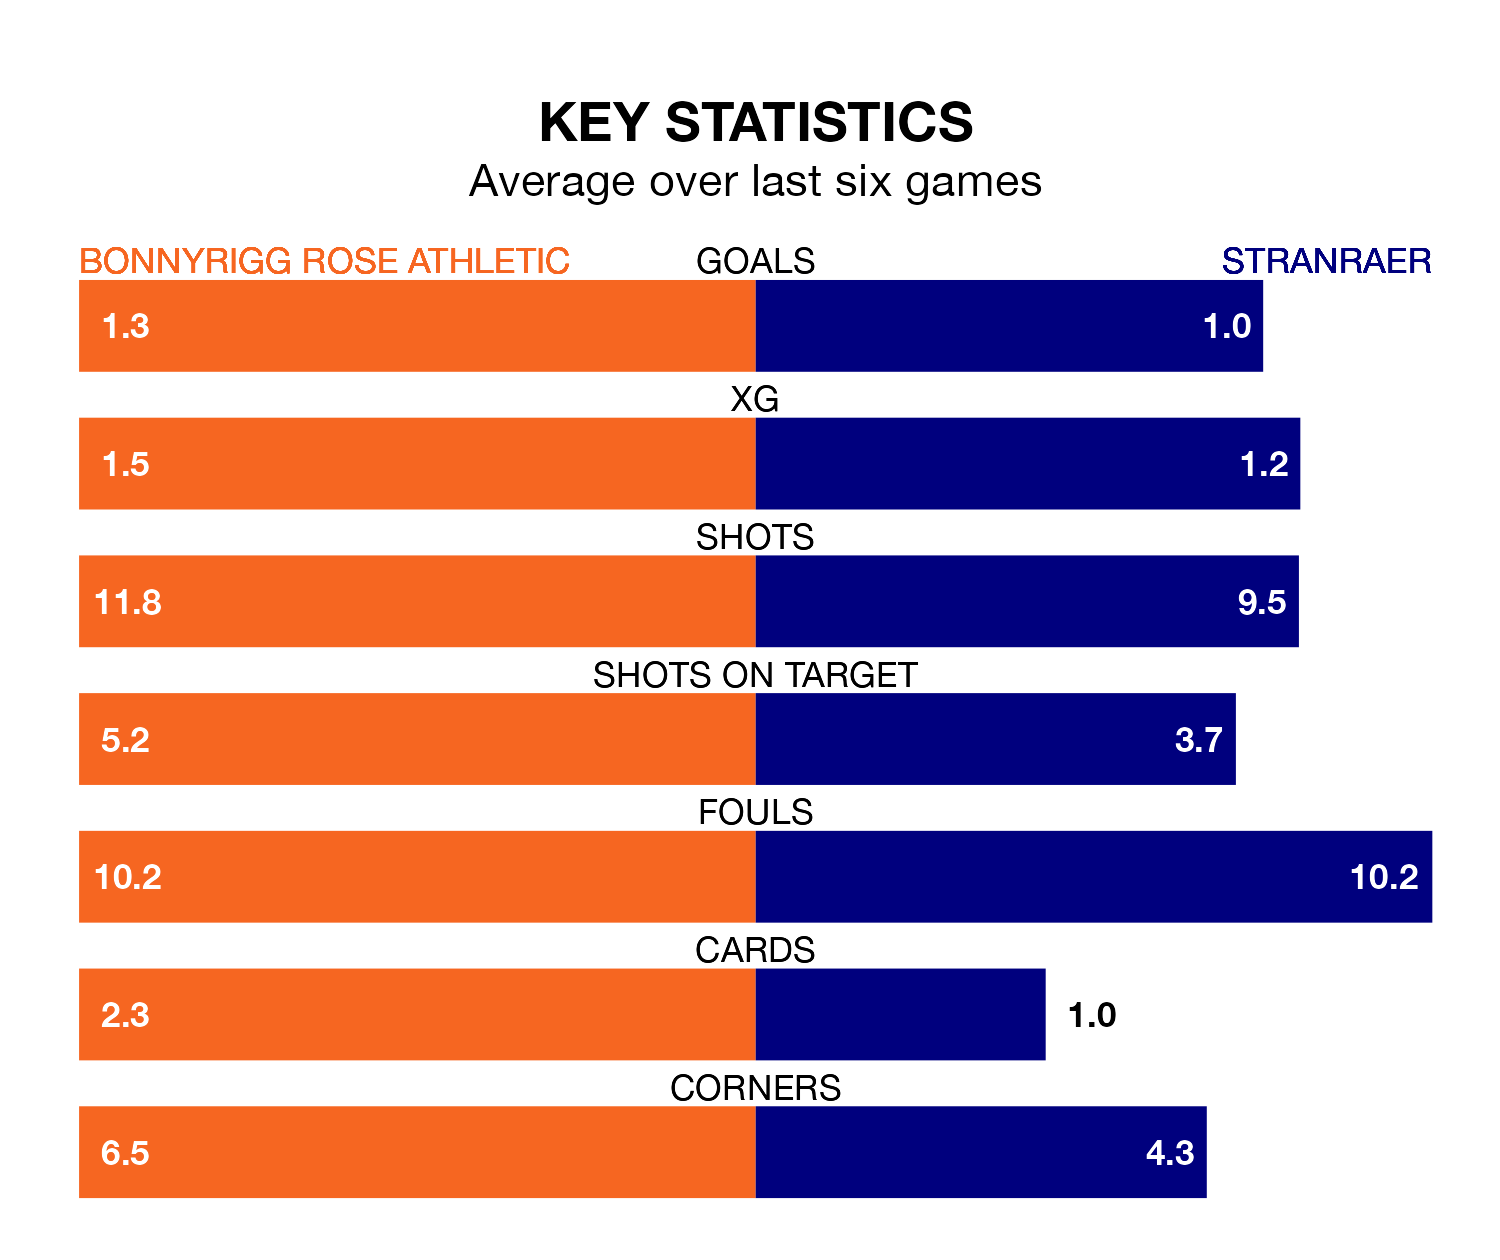 KEY STATISTICS
Average over last six games
BONNYRIGG ROSE ATHLETIC GOALS STRANRAER
1.3 1.0
XG
1.5 1.2
SHOTS
11.8 9.5
SHOTS ON TARGET
5.2 3.7
FOULS
10.2 10.2
CARDS
2.3 1.0
CORNERS
6.5 4.3